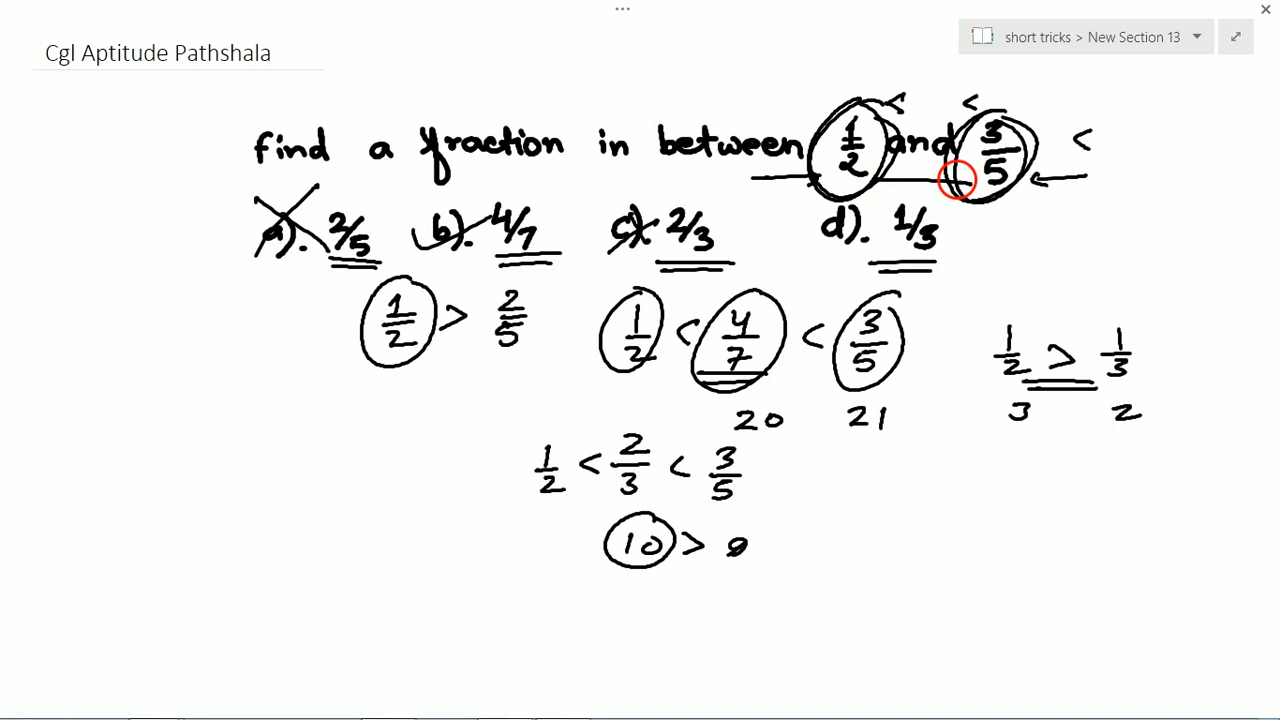 Cgl Aptitude Pathshala
short tricks > New Section 13
find a fraction in between 1/2 and 3/5
< < <
a). 2/5 b). 4/7 c). 2/3 d). 1/3
1/2 > 2/5 1/2 < 4/7 < 3/5 1/2 > 1/3
20 21 3 2
1/2 < 2/3 < 3/5
10 > 9